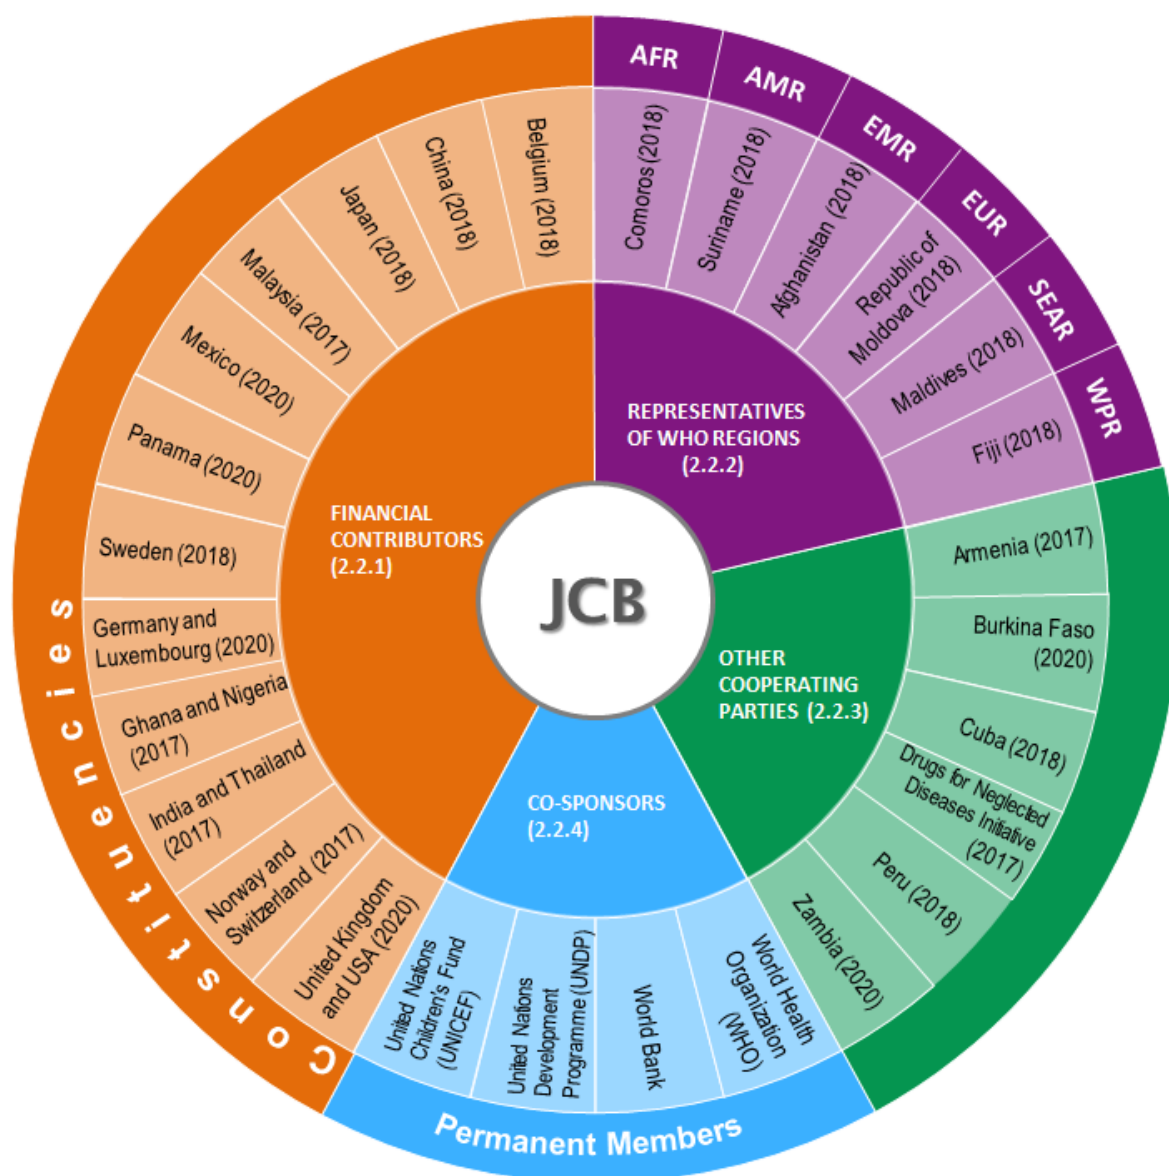 JCB
REPRESENTATIVES
OF WHO REGIONS
(2.2.2)
AFR
Comoros (2018)
AMR
Suriname (2018)
EMR
Afghanistan (2018)
EUR
Republic of
Moldova (2018)
SEAR
Maldives (2018)
WPR
Fiji (2018)
OTHER
COOPERATING
PARTIES (2.2.3)
Armenia (2017)
Burkina Faso
(2020)
Cuba (2018)
Drugs for Neglected
Diseases Initiative
(2017)
Peru (2018)
Zambia (2020)
CO-SPONSORS
(2.2.4)
World Health
Organization
(WHO)
World Bank
United Nations
Development
Programme (UNDP)
United Nations
Children's Fund
(UNICEF)
Permanent Members
FINANCIAL
CONTRIBUTORS
(2.2.1)
Constituencies
United Kingdom
and USA (2020)
Norway and
Switzerland (2017)
India and Thailand
(2017)
Ghana and Nigeria
(2017)
Germany and
Luxembourg (2020)
Sweden (2018)
Panama (2020)
Mexico (2020)
Malaysia (2017)
Japan (2018)
China (2018)
Belgium (2018)